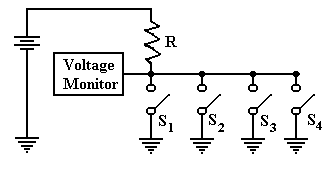 R
Voltage
Monitor
S1 S2 S3 S4